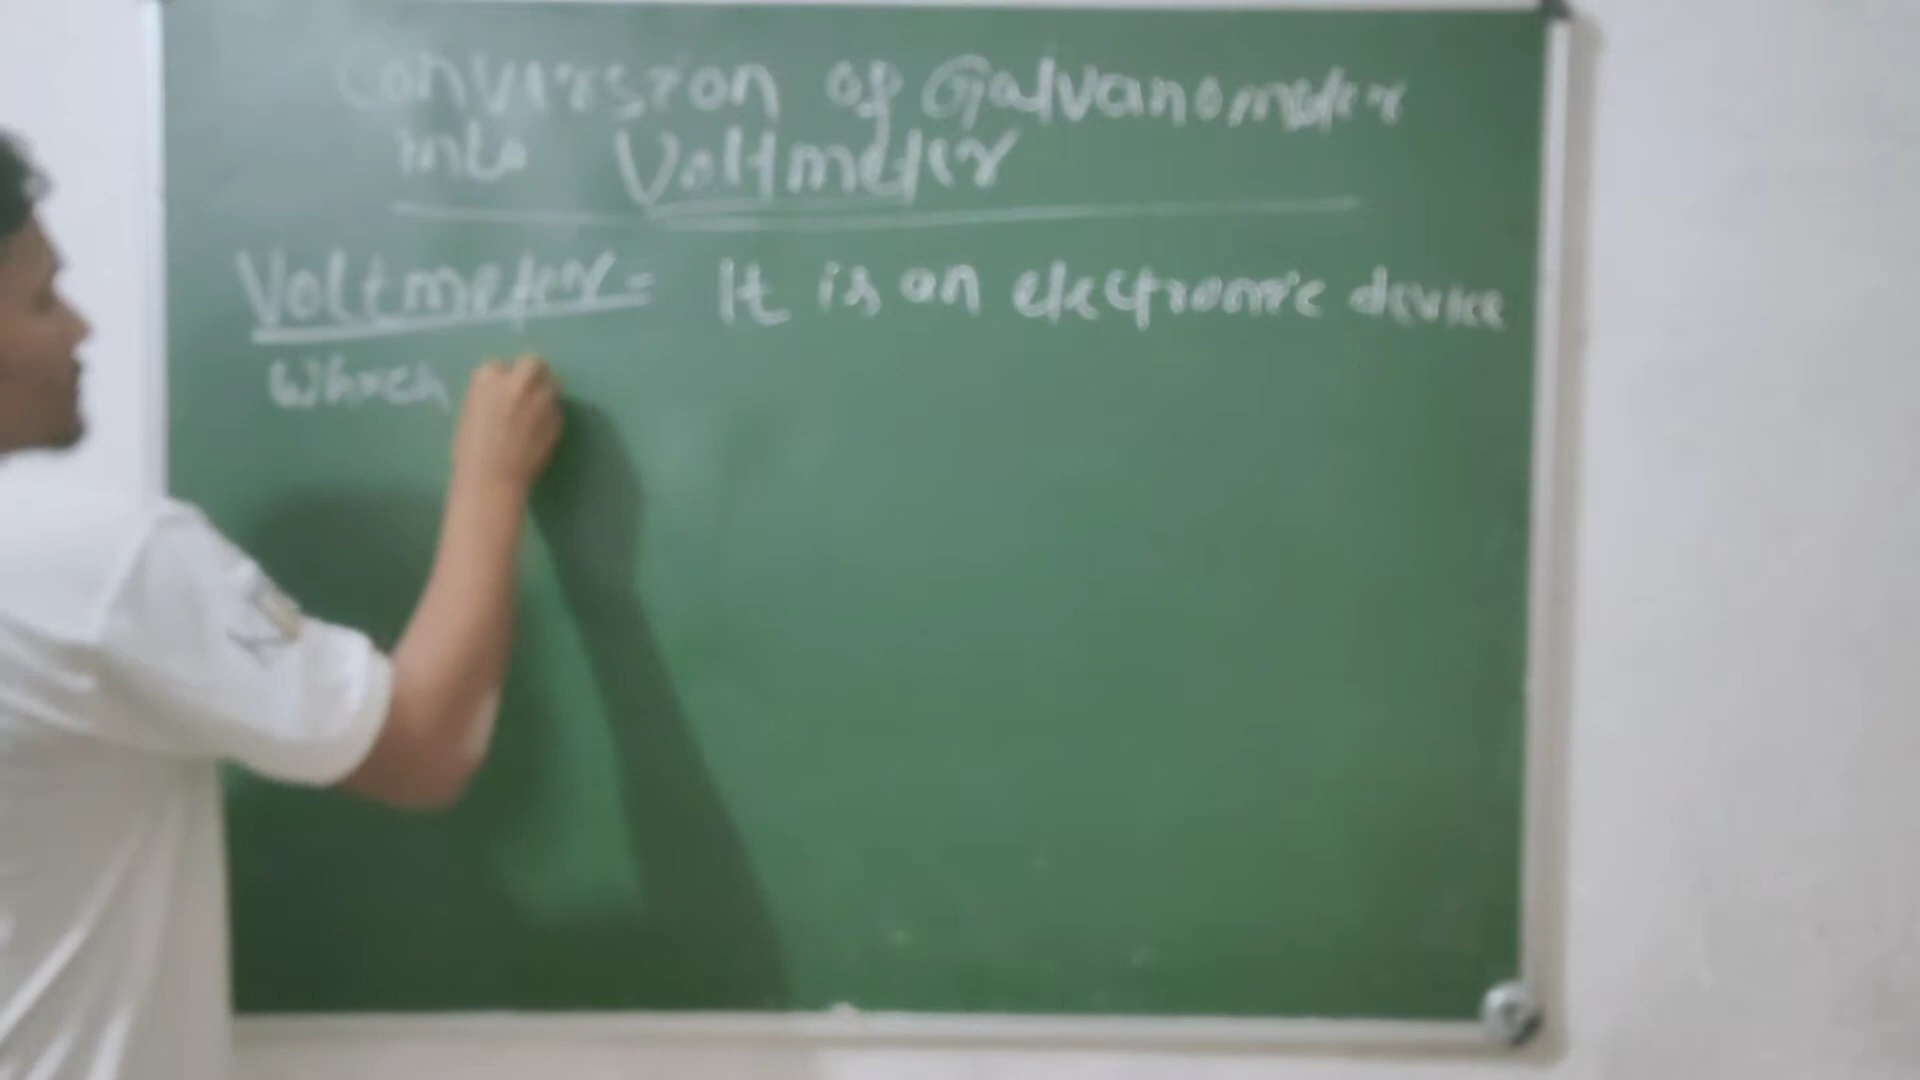 Conversion of Galvanometer
into Voltmeter
Voltmeter = It is an electronic device
which